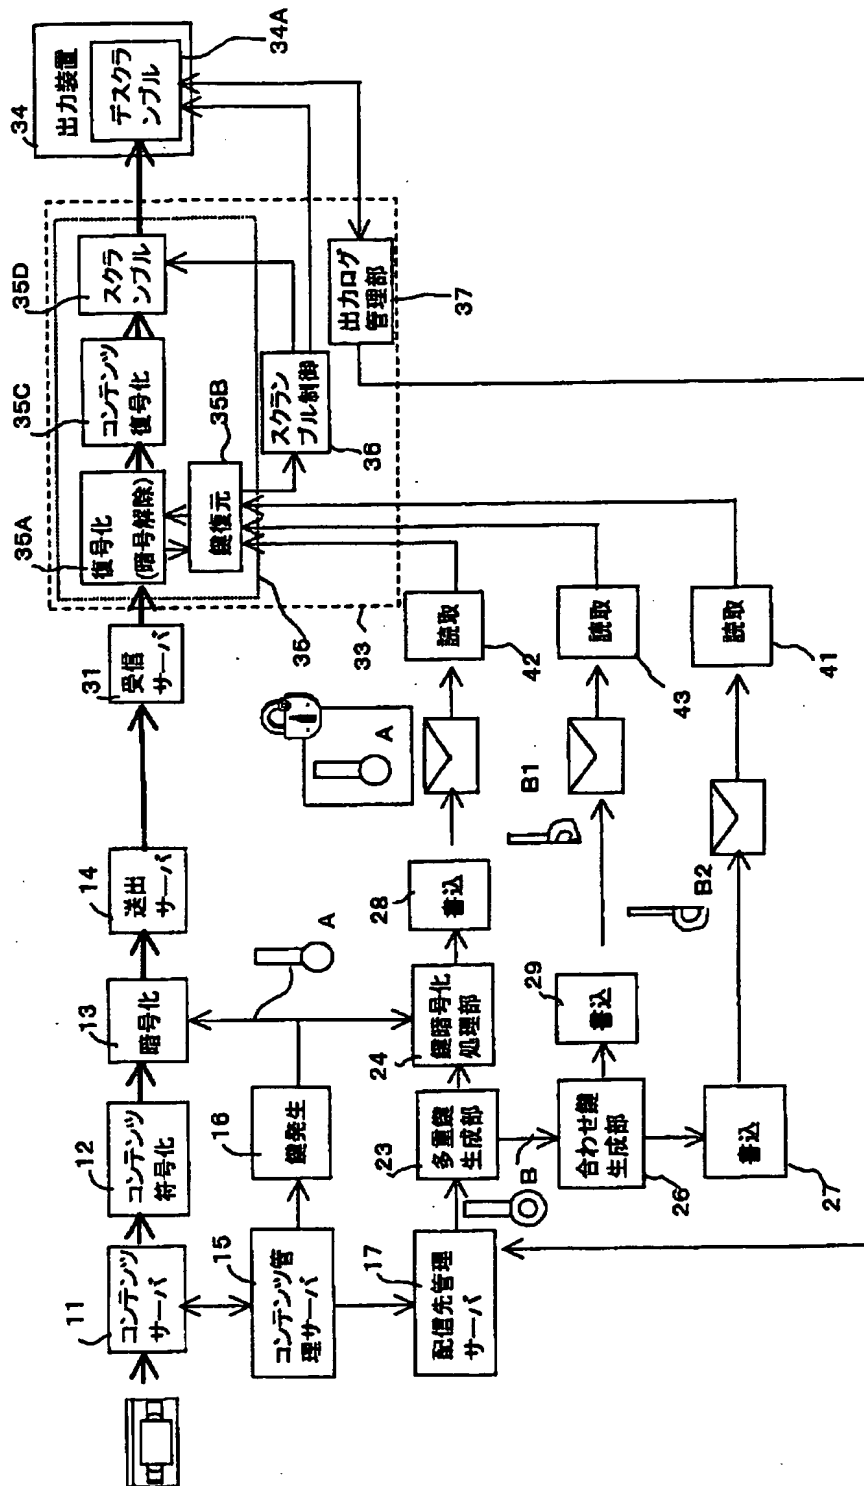 11
コンテンツ
サーバ
12
コンテンツ
符号化
13
暗号化
14
送出
サーバ
31
受信
サーバ
35A
復号化
(暗号解除)
35C
コンテンツ
復号化
35D
スクラ
ンブル
34
出力装置
デスクラ
ンブル
34A
15
コンテンツ管
理サーバ
16
鍵発生
A
鍵復元
35B
35
スクラン
ブル制御
36
出力ログ
管理部
37
33
17
配信先管理
サーバ
23
多重鍵
生成部
24
鍵暗号化
処理部
28
書込
A
読取
42
B
合わせ鍵
生成部
26
29
書込
B1
読取
43
書込
27
B2
読取
41